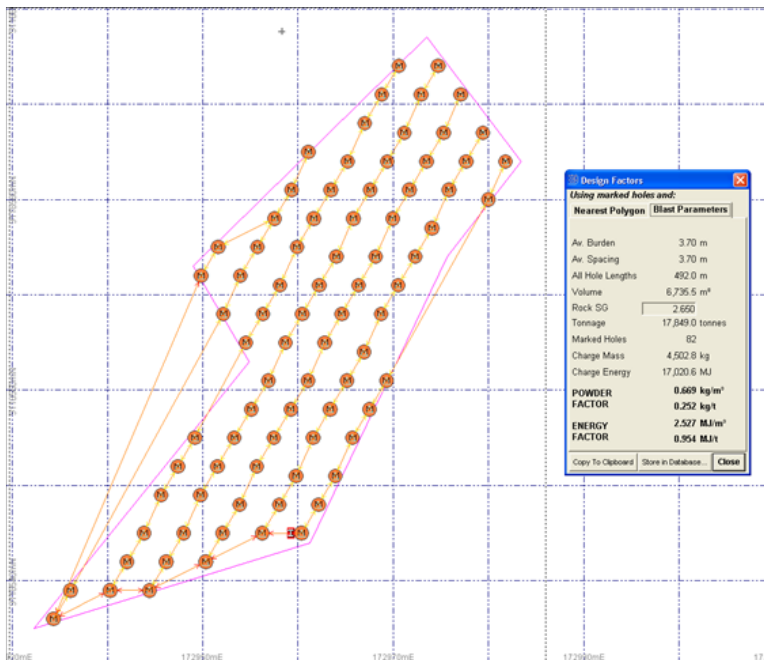 Design Factors
Using marked holes and:
Nearest Polygon Blast Parameters
Av. Burden 3.70 m
Av. Spacing 3.70 m
All Hole Lengths 492.0 m
Volume 6,735.5 m³
Rock SG 2.650
Tonnage 17,849.0 tonnes
Marked Holes 82
Charge Mass 4,502.8 kg
Charge Energy 17,020.6 MJ
POWDER FACTOR 0.669 kg/m³
0.252 kg/t
ENERGY FACTOR 2.527 MJ/m³
0.954 MJ/t
Copy To Clipboard Store in Database... Close
172970mE